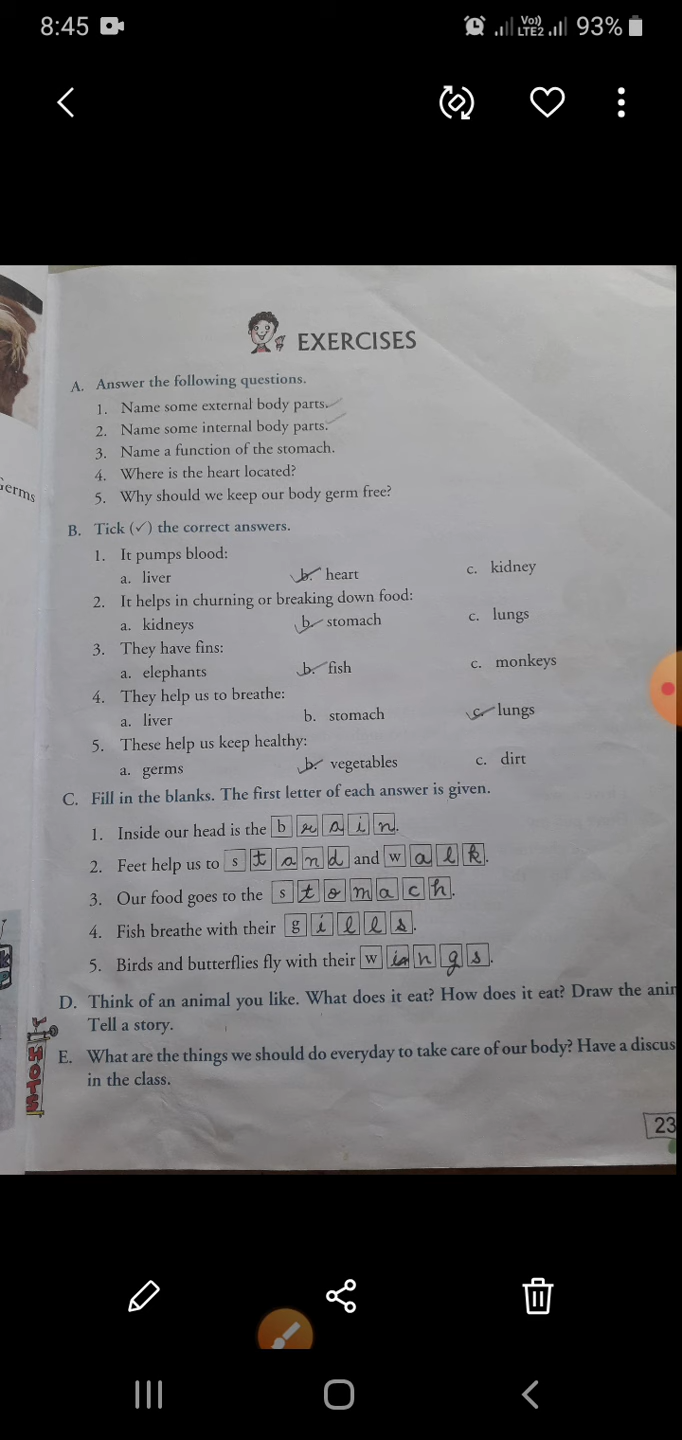 8:45 Vo) LTE2 93%
Germs
EXERCISES
A. Answer the following questions.
1. Name some external body parts.
2. Name some internal body parts.
3. Name a function of the stomach.
4. Where is the heart located?
5. Why should we keep our body germ free?
B. Tick (✓) the correct answers.
1. It pumps blood:
a. liver b. heart c. kidney
2. It helps in churning or breaking down food:
a. kidneys b. stomach c. lungs
3. They have fins:
a. elephants b. fish c. monkeys
4. They help us to breathe:
a. liver b. stomach c. lungs
5. These help us keep healthy:
a. germs b. vegetables c. dirt
C. Fill in the blanks. The first letter of each answer is given.
1. Inside our head is the brain.
2. Feet help us to stand and walk.
3. Our food goes to the stomach.
4. Fish breathe with their gills.
5. Birds and butterflies fly with their wings.
D. Think of an animal you like. What does it eat? How does it eat? Draw the anim
Tell a story.
HOTS
E. What are the things we should do everyday to take care of our body? Have a discus
in the class.
23